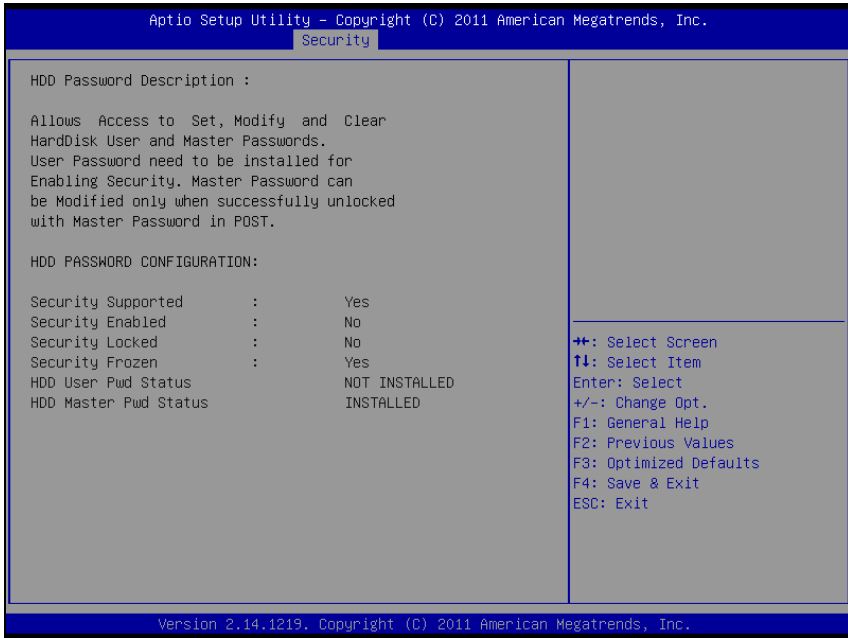 Aptio Setup Utility – Copyright (C) 2011 American Megatrends, Inc.
Security
HDD Password Description :
Allows Access to Set, Modify and Clear
HardDisk User and Master Passwords.
User Password need to be installed for
Enabling Security. Master Password can
be Modified only when successfully unlocked
with Master Password in POST.
HDD PASSWORD CONFIGURATION:
Security Supported : Yes
Security Enabled : No
Security Locked : No
Security Frozen : Yes
HDD User Pwd Status NOT INSTALLED
HDD Master Pwd Status INSTALLED
→←: Select Screen
↑↓: Select Item
Enter: Select
+/-: Change Opt.
F1: General Help
F2: Previous Values
F3: Optimized Defaults
F4: Save & Exit
ESC: Exit
Version 2.14.1219. Copyright (C) 2011 American Megatrends, Inc.